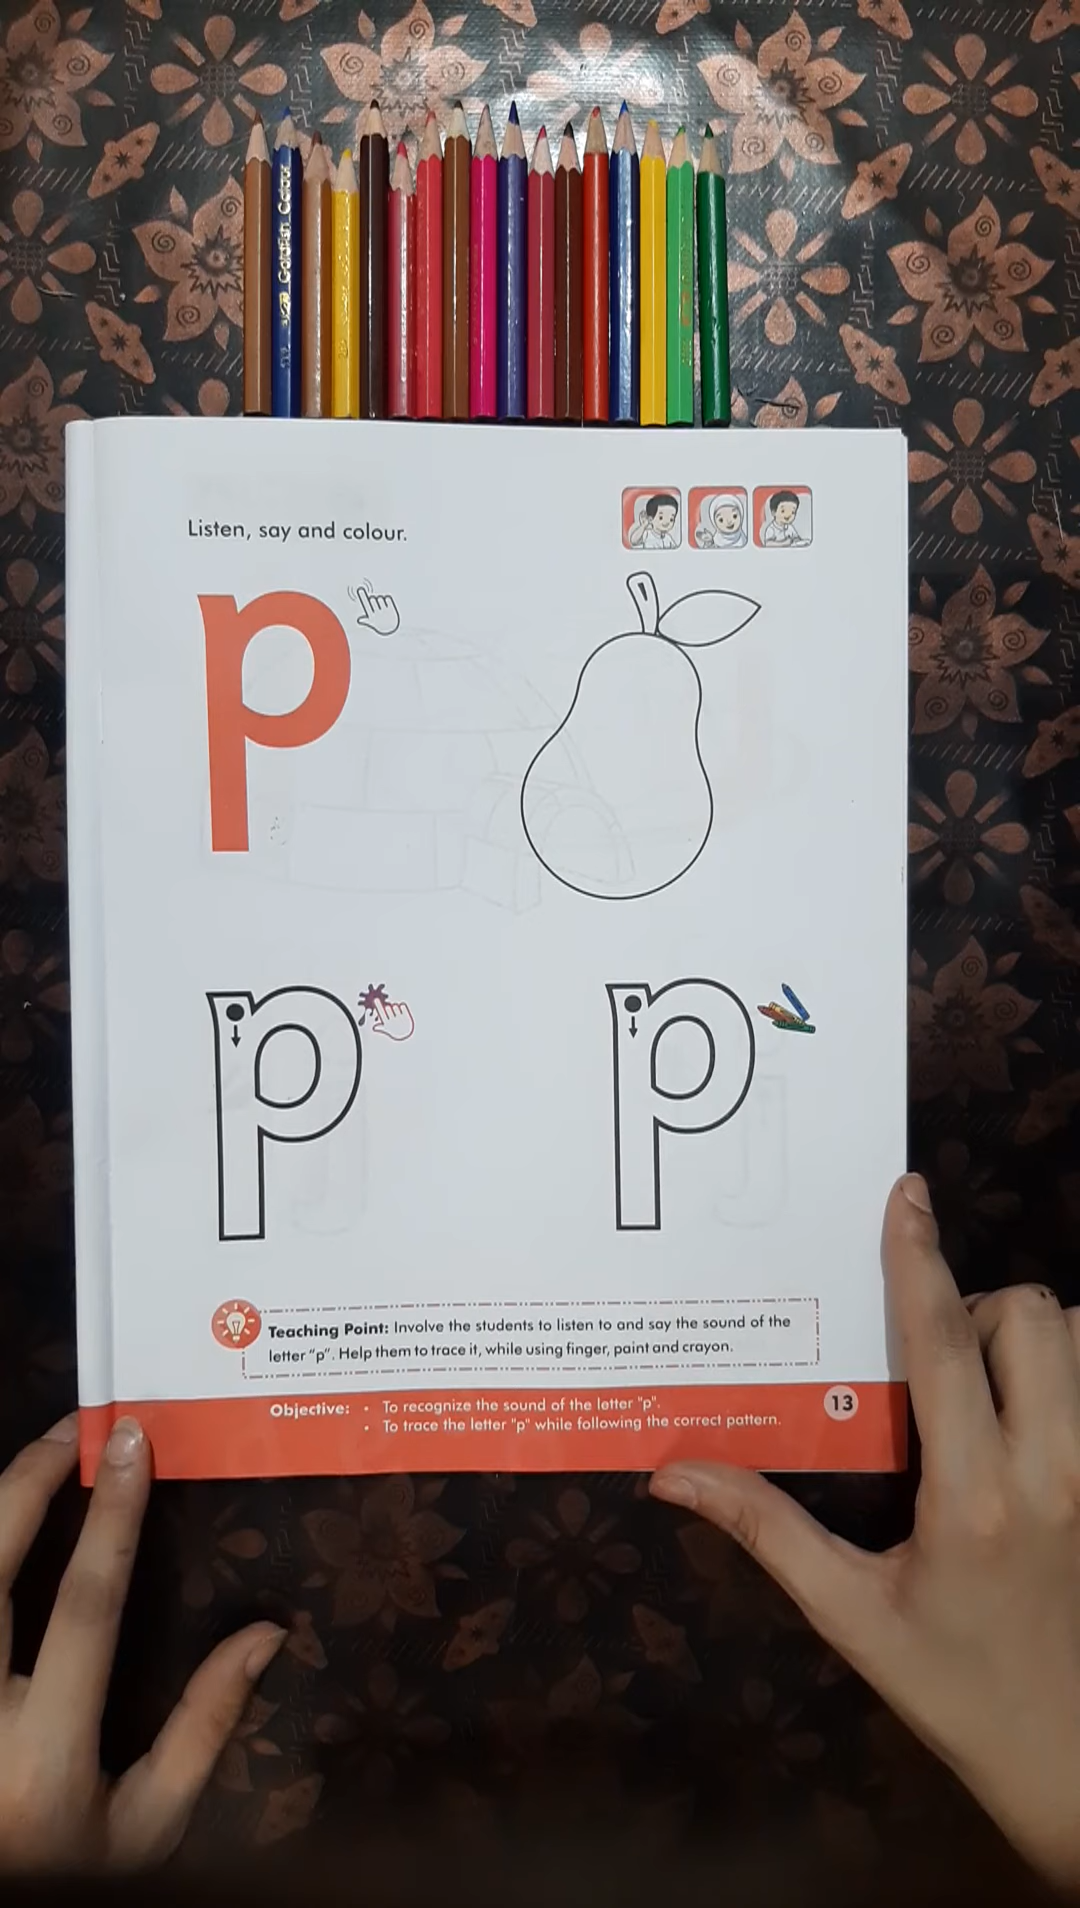 Goldfish Colour
Listen, say and colour.
p
p
p
Teaching Point: Involve the students to listen to and say the sound of the
letter "p". Help them to trace it, while using finger, paint and crayon.
Objective: • To recognize the sound of the letter "p".
• To trace the letter "p" while following the correct pattern.
13